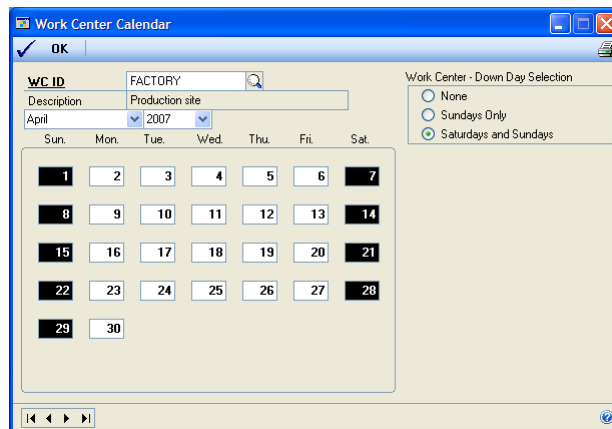 Work Center Calendar
OK
WC ID FACTORY
Description Production site
April 2007
Sun. Mon. Tue. Wed. Thu. Fri. Sat.
1 2 3 4 5 6 7
8 9 10 11 12 13 14
15 16 17 18 19 20 21
22 23 24 25 26 27 28
29 30
Work Center - Down Day Selection
None
Sundays Only
Saturdays and Sundays